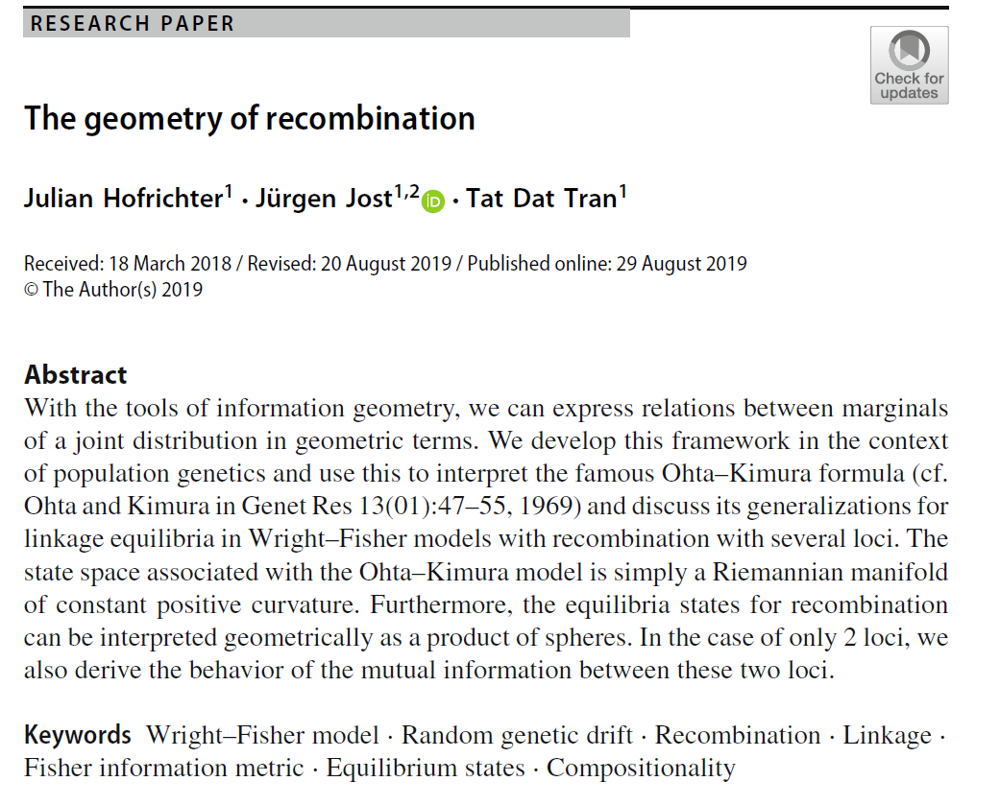 RESEARCH PAPER
Check for
updates
The geometry of recombination
Julian Hofrichter¹ · Jürgen Jost¹,² iD · Tat Dat Tran¹
Received: 18 March 2018 / Revised: 20 August 2019 / Published online: 29 August 2019
© The Author(s) 2019
Abstract
With the tools of information geometry, we can express relations between marginals
of a joint distribution in geometric terms. We develop this framework in the context
of population genetics and use this to interpret the famous Ohta–Kimura formula (cf.
Ohta and Kimura in Genet Res 13(01):47–55, 1969) and discuss its generalizations for
linkage equilibria in Wright–Fisher models with recombination with several loci. The
state space associated with the Ohta–Kimura model is simply a Riemannian manifold
of constant positive curvature. Furthermore, the equilibria states for recombination
can be interpreted geometrically as a product of spheres. In the case of only 2 loci, we
also derive the behavior of the mutual information between these two loci.
Keywords Wright–Fisher model · Random genetic drift · Recombination · Linkage ·
Fisher information metric · Equilibrium states · Compositionality